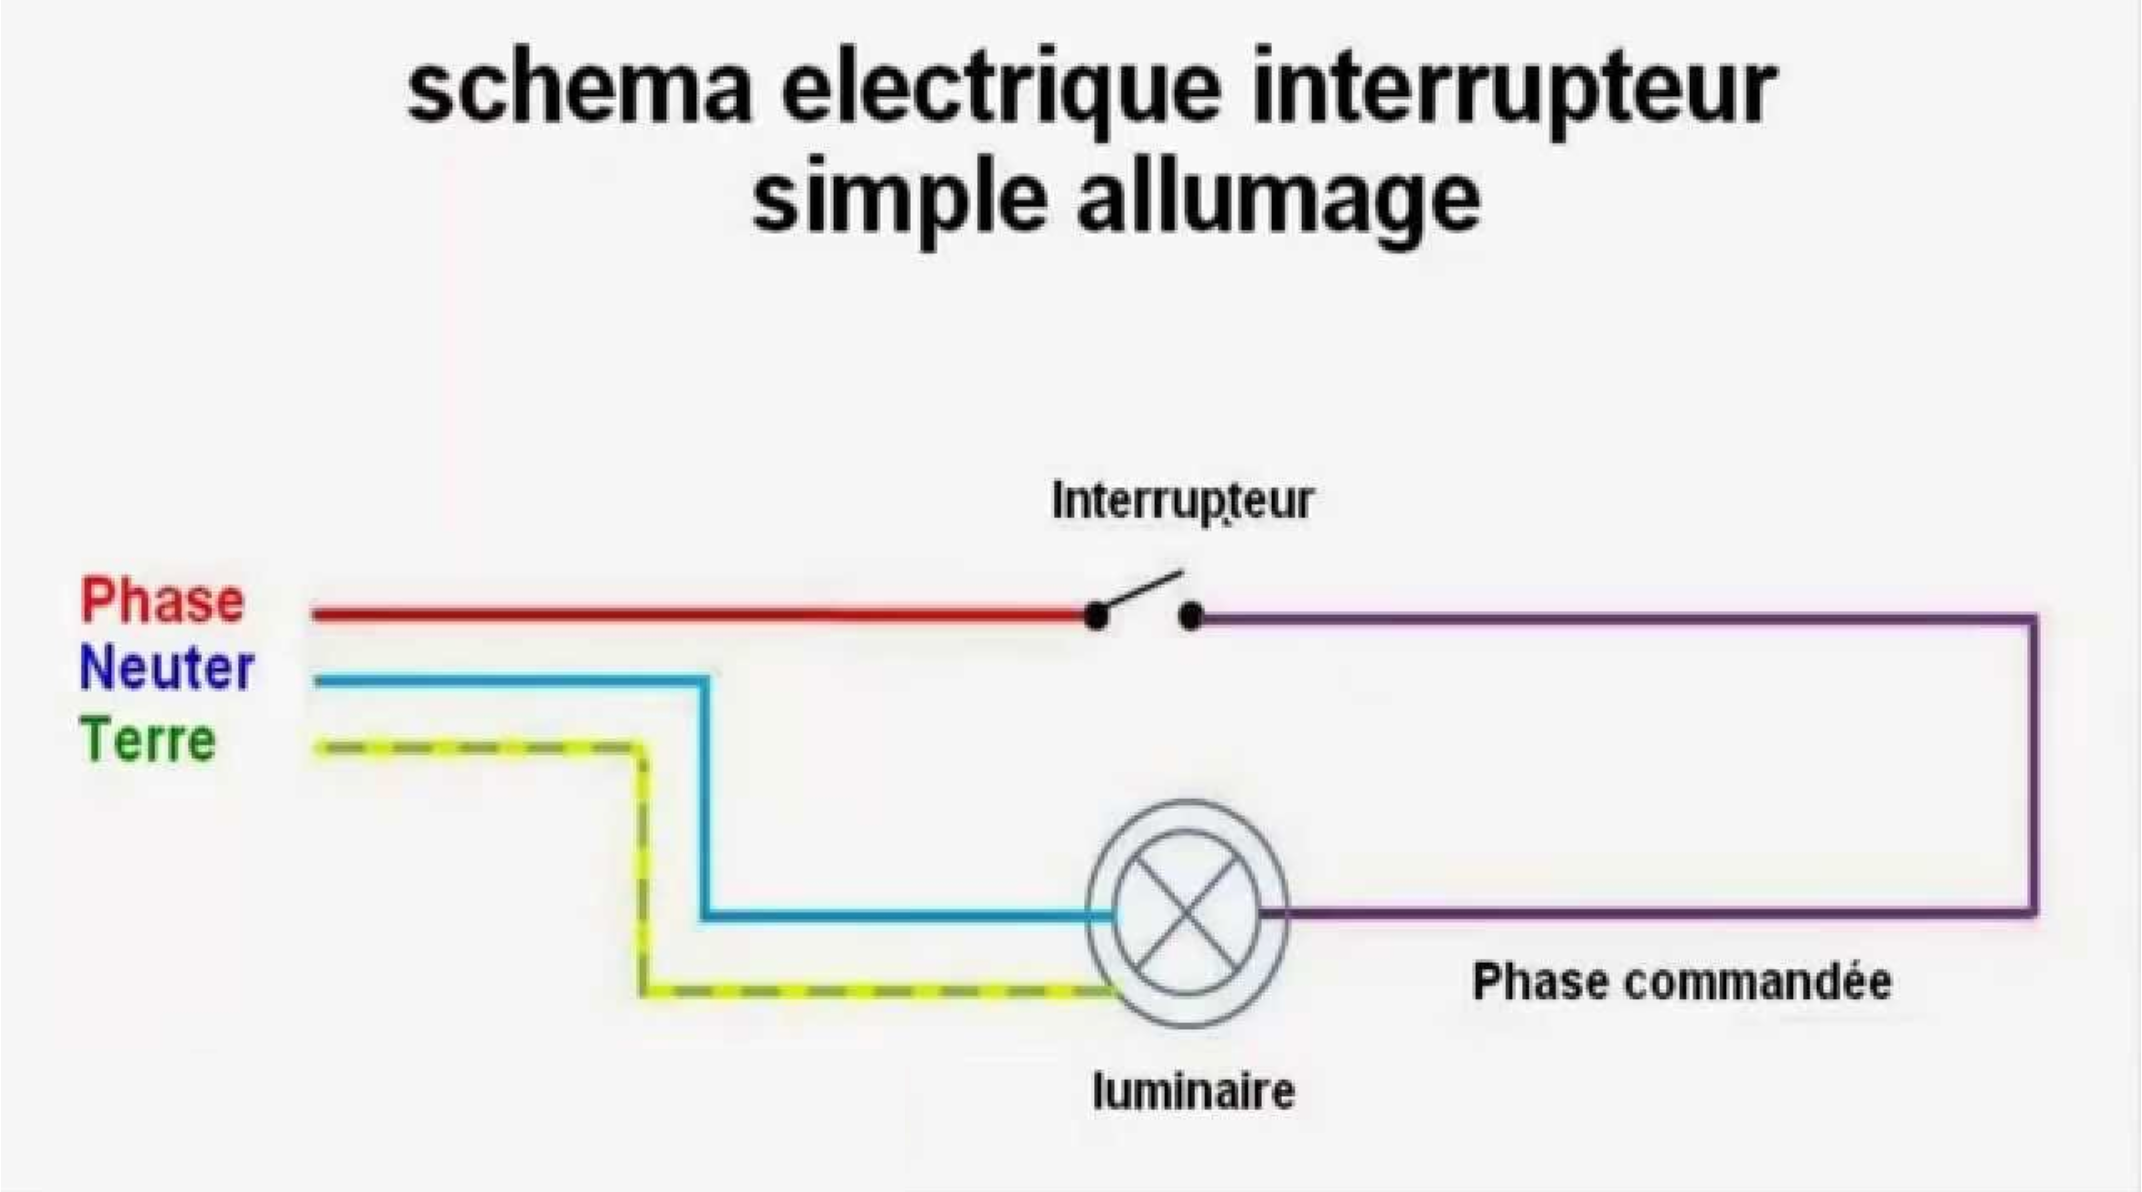 schema electrique interrupteur
simple allumage
Interrupteur
Phase
Neuter
Terre
Phase commandée
luminaire